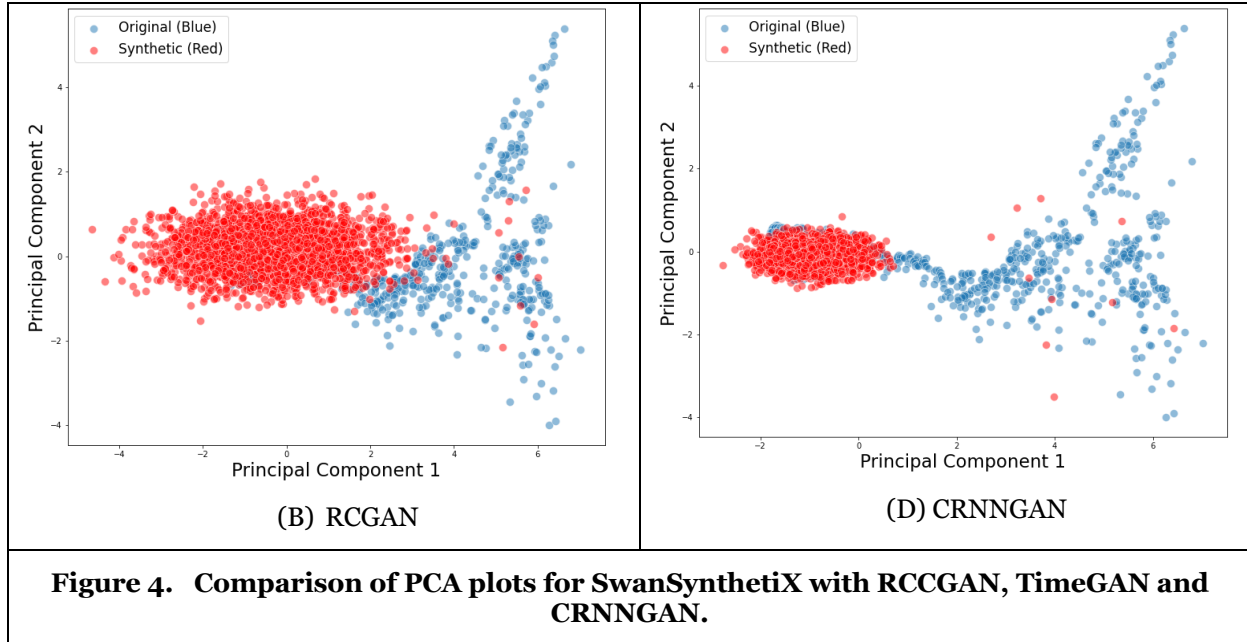 Original (Blue)
Synthetic (Red)
4
2
0
−2
−4
Principal Component 2
−4 −2 0 2 4 6
Principal Component 1
(B) RCGAN
Original (Blue)
Synthetic (Red)
4
2
0
−2
−4
Principal Component 2
−2 0 2 4 6
Principal Component 1
(D) CRNNGAN
Figure 4. Comparison of PCA plots for SwanSynthetiX with RCCGAN, TimeGAN and
CRNNGAN.